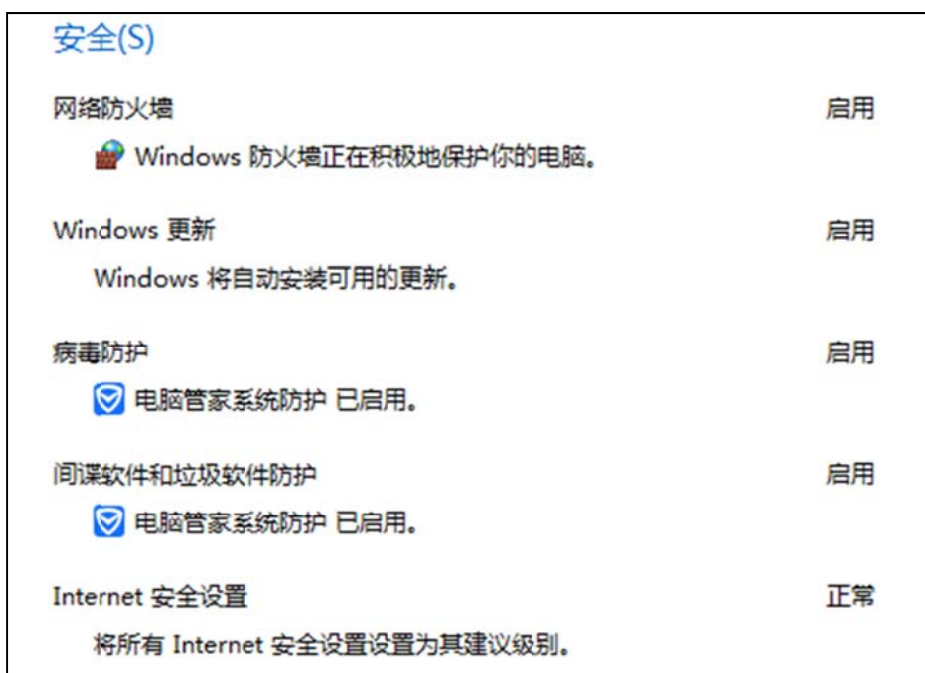 安全(S)
网络防火墙 启用
Windows 防火墙正在积极地保护你的电脑。
Windows 更新 启用
Windows 将自动安装可用的更新。
病毒防护 启用
电脑管家系统防护 已启用。
间谍软件和垃圾软件防护 启用
电脑管家系统防护 已启用。
Internet 安全设置 正常
将所有 Internet 安全设置设置为其建议级别。